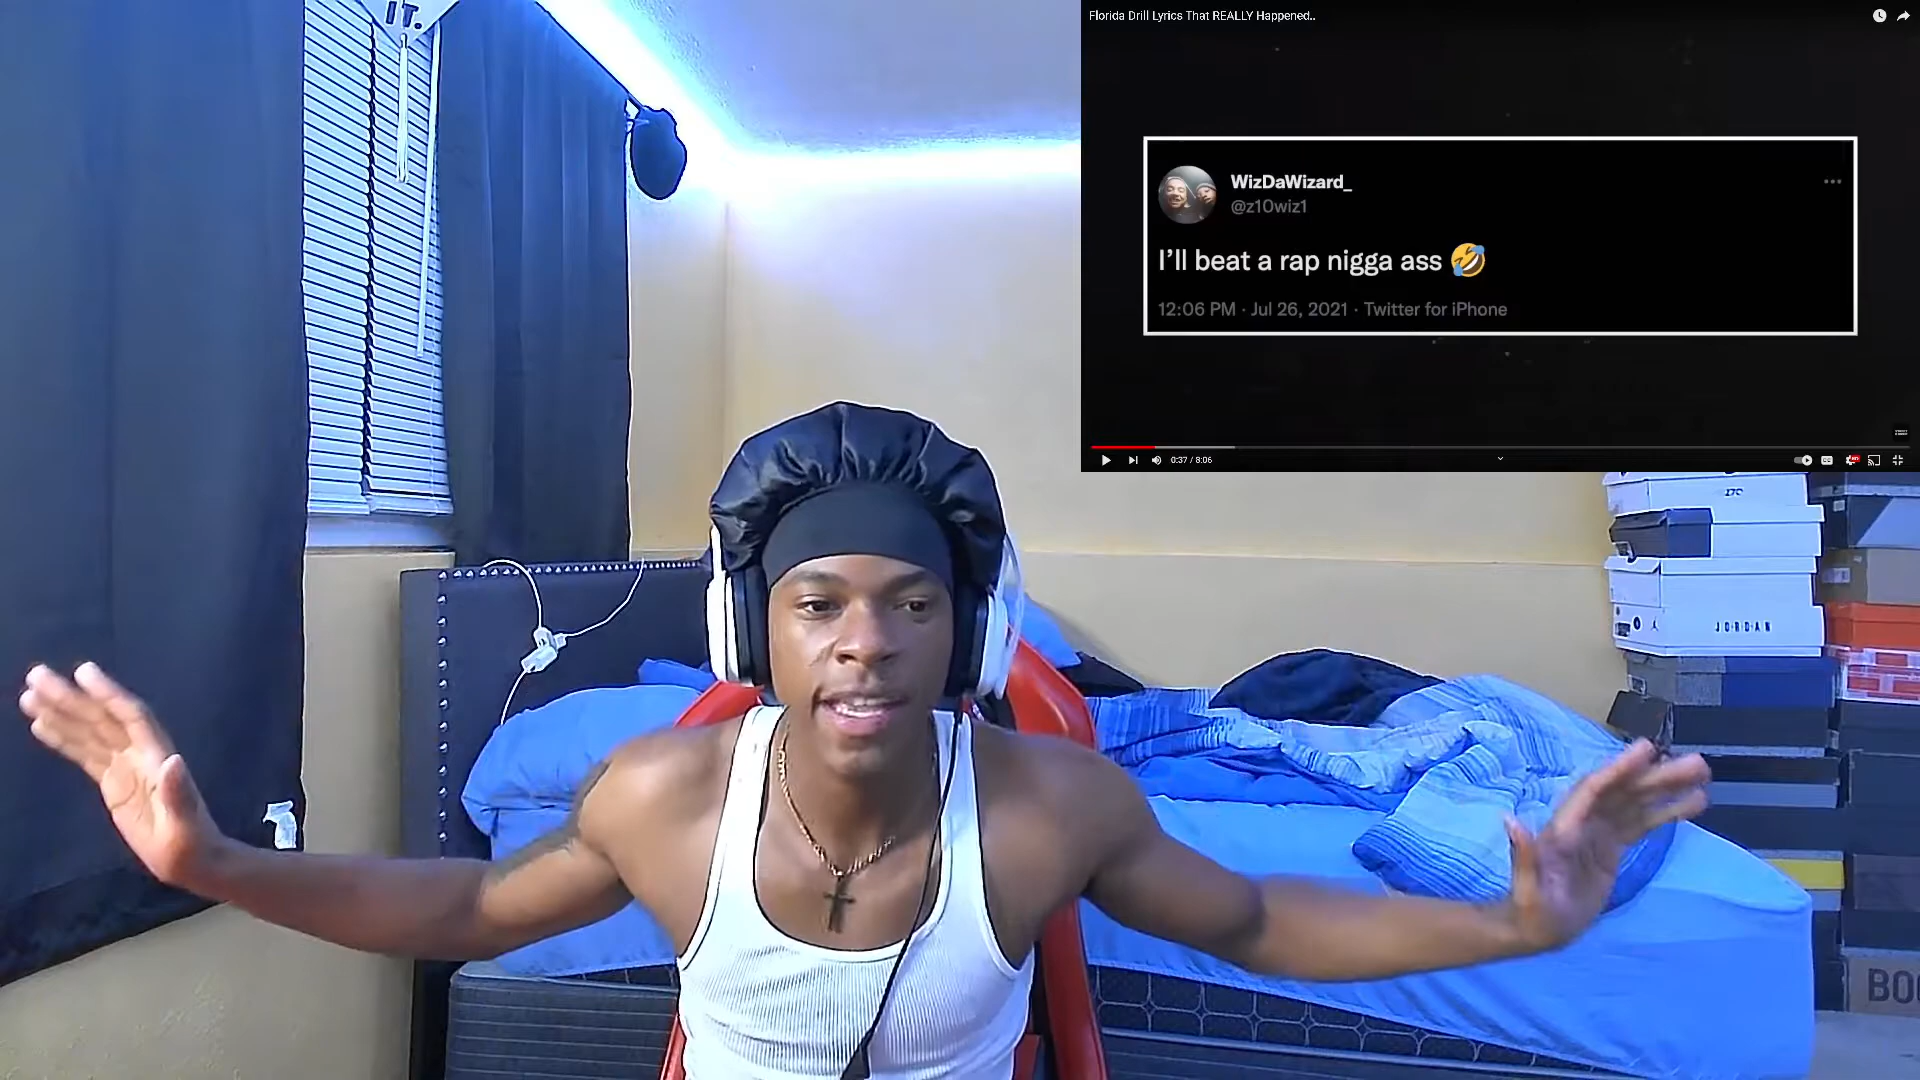 IT.
Florida Drill Lyrics That REALLY Happened..
WizDaWizard_
@z10wiz1
I'll beat a rap nigga ass 🤣
12:06 PM · Jul 26, 2021 · Twitter for iPhone
0:37 / 8:06
JORDAN
BOO